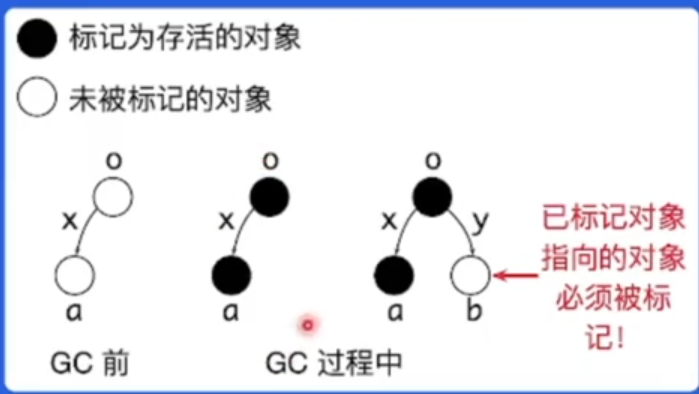 标记为存活的对象
未被标记的对象
o
x
a
o
x
a
o
x
y
a
b
已标记对象
指向的对象
必须被标
记！
GC 前
GC 过程中